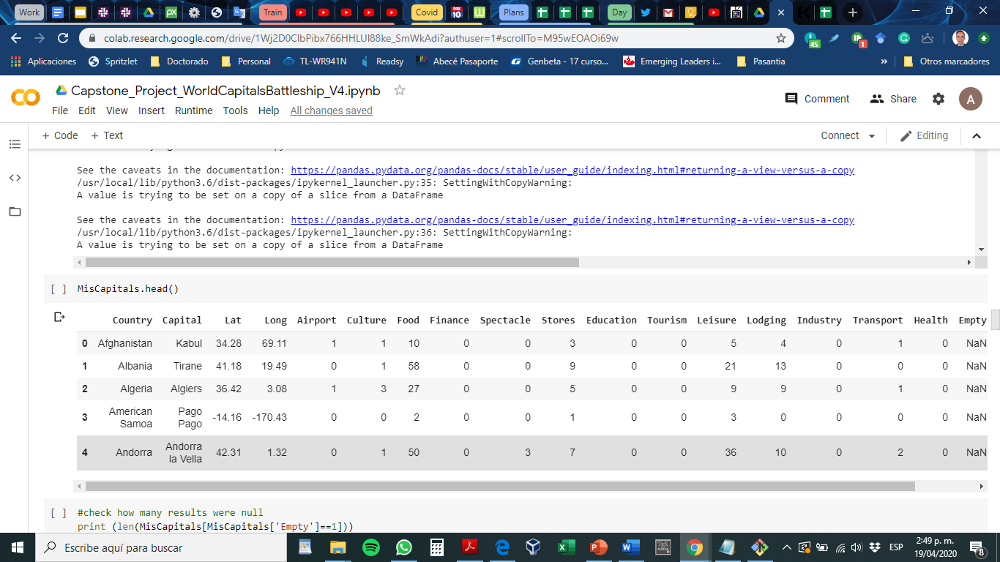 Work Train Covid FOX 10 Plans Day EC
colab.research.google.com/drive/1Wj2D0CIbPibx766HHLUI88ke_SmWkAdi?authuser=1#scrollTo=M95wEOAOi69w 45 1
Aplicaciones Spritzlet Doctorado Personal TL-WR941N Readsy Abecé Pasaporte Genbeta - 17 curso... Emerging Leaders i... Pasantia » Otros marcadores
Capstone_Project_WorldCapitalsBattleship_V4.ipynb
Comment Share A
File Edit View Insert Runtime Tools Help All changes saved
+ Code + Text Connect Editing
See the caveats in the documentation: https://pandas.pydata.org/pandas-docs/stable/user_guide/indexing.html#returning-a-view-versus-a-copy
/usr/local/lib/python3.6/dist-packages/ipykernel_launcher.py:35: SettingWithCopyWarning:
A value is trying to be set on a copy of a slice from a DataFrame
See the caveats in the documentation: https://pandas.pydata.org/pandas-docs/stable/user_guide/indexing.html#returning-a-view-versus-a-copy
/usr/local/lib/python3.6/dist-packages/ipykernel_launcher.py:36: SettingWithCopyWarning:
A value is trying to be set on a copy of a slice from a DataFrame
[ ] MisCapitals.head()
Country Capital Lat Long Airport Culture Food Finance Spectacle Stores Education Tourism Leisure Lodging Industry Transport Health Empty
0 Afghanistan Kabul 34.28 69.11 1 1 10 0 0 3 0 0 5 4 0 1 0 NaN
1 Albania Tirane 41.18 19.49 0 1 58 0 0 9 0 0 21 13 0 0 0 NaN
2 Algeria Algiers 36.42 3.08 1 3 27 0 0 5 0 0 9 9 0 1 0 NaN
3 American Samoa Pago Pago -14.16 -170.43 0 0 2 0 0 1 0 0 3 0 0 0 0 NaN
4 Andorra Andorra la Vella 42.31 1.32 0 1 50 0 3 7 0 0 36 10 0 2 0 NaN
[ ] #check how many results were null
print (len(MisCapitals[MisCapitals['Empty']==1]))
Escribe aquí para buscar ESP 2:49 p. m.
19/04/2020 8